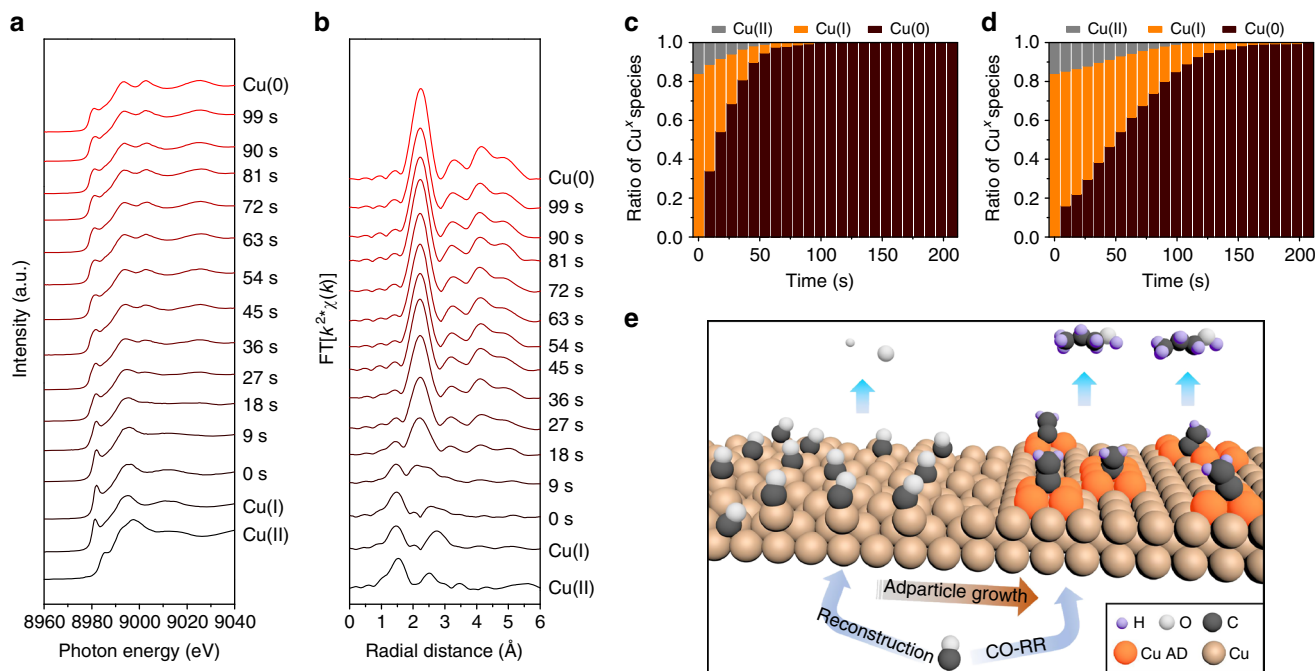 a
Cu(0)
99 s
90 s
81 s
72 s
63 s
54 s
45 s
36 s
27 s
18 s
9 s
0 s
Cu(I)
Cu(II)
Intensity (a.u.)
8960 8980 9000 9020 9040
Photon energy (eV)
b
Cu(0)
99 s
90 s
81 s
72 s
63 s
54 s
45 s
36 s
27 s
18 s
9 s
0 s
Cu(I)
Cu(II)
FT[k²*χ(k)]
0 1 2 3 4 5 6
Radial distance (Å)
c
Cu(II) Cu(I) Cu(0)
1.0
0.8
0.6
0.4
0.2
0.0
Ratio of Cuˣ species
0 50 100 150 200
Time (s)
d
Cu(II) Cu(I) Cu(0)
1.0
0.8
0.6
0.4
0.2
0.0
Ratio of Cuˣ species
0 50 100 150 200
Time (s)
e
Adparticle growth
Reconstruction
CO-RR
H O C
Cu AD Cu